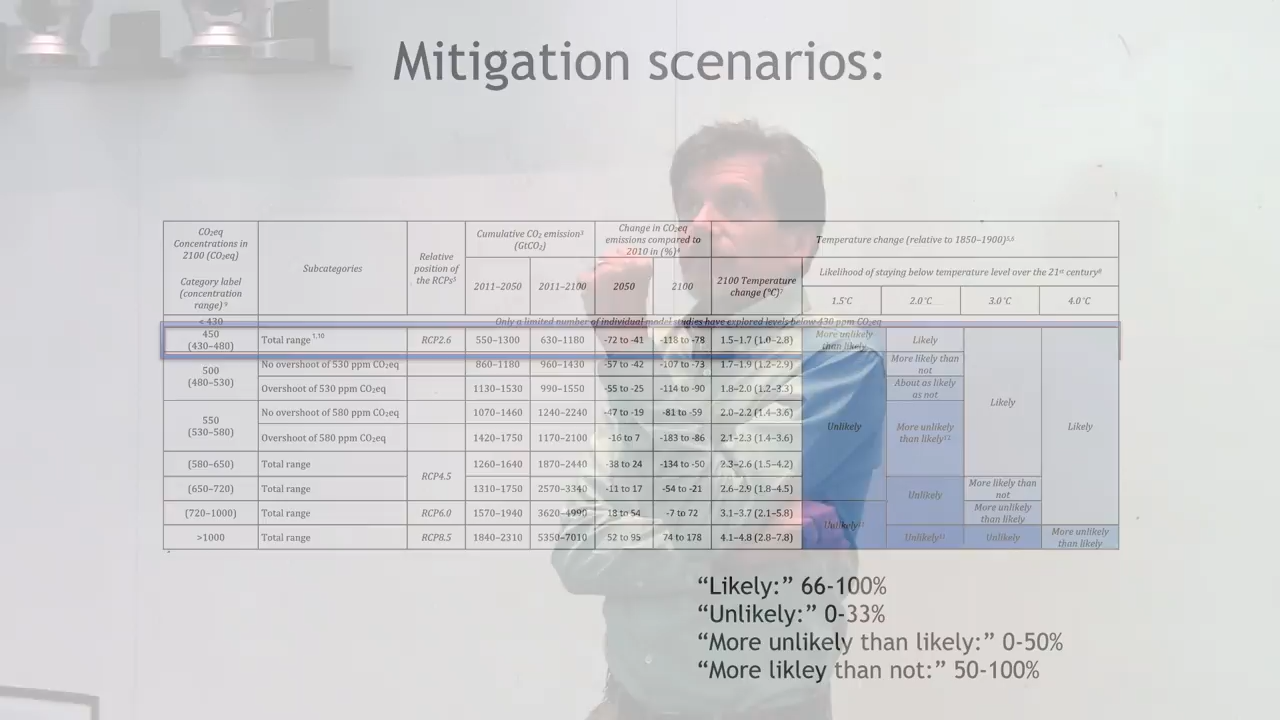 Mitigation scenarios:
CO₂eq Concentrations in 2100 (CO₂eq)
Category label (concentration range)⁹
Subcategories
Relative position of the RCPs⁵
Cumulative CO₂ emission³ (GtCO₂)
2011–2050
2011–2100
Change in CO₂eq emissions compared to 2010 in (%)⁴
2050
2100
Temperature change (relative to 1850–1900)⁵,⁶
2100 Temperature change (°C)⁷
Likelihood of staying below temperature level over the 21st century⁸
1.5°C
2.0°C
3.0°C
4.0°C
< 430
Only a limited number of individual model studies have explored levels below 430 ppm CO₂eq
450 (430–480)
Total range ¹,¹⁰
RCP2.6
550–1300
630–1180
-72 to -41
-118 to -78
1.5–1.7 (1.0–2.8)
More unlikely than likely
Likely
Likely
Likely
500 (480–530)
No overshoot of 530 ppm CO₂eq
860–1180
960–1430
-57 to -42
-107 to -73
1.7–1.9 (1.2–2.9)
Unlikely
More likely than not
Overshoot of 530 ppm CO₂eq
1130–1530
990–1550
-55 to -25
-114 to -90
1.8–2.0 (1.2–3.3)
About as likely as not
550 (530–580)
No overshoot of 580 ppm CO₂eq
1070–1460
1240–2240
-47 to -19
-81 to -59
2.0–2.2 (1.4–3.6)
More unlikely than likely¹²
Overshoot of 580 ppm CO₂eq
1420–1750
1170–2100
-16 to 7
-183 to -86
2.1–2.3 (1.4–3.6)
(580–650)
Total range
RCP4.5
1260–1640
1870–2440
-38 to 24
-134 to -50
2.3–2.6 (1.5–4.2)
(650–720)
Total range
1310–1750
2570–3340
-11 to 17
-54 to -21
2.6–2.9 (1.8–4.5)
Unlikely
More likely than not
(720–1000)
Total range
RCP6.0
1570–1940
3620–4990
18 to 54
-7 to 72
3.1–3.7 (2.1–5.8)
Unlikely¹¹
More unlikely than likely
>1000
Total range
RCP8.5
1840–2310
5350–7010
52 to 95
74 to 178
4.1–4.8 (2.8–7.8)
Unlikely¹¹
Unlikely
More unlikely than likely
“Likely:” 66-100%
“Unlikely:” 0-33%
“More unlikely than likely:” 0-50%
“More likley than not:” 50-100%